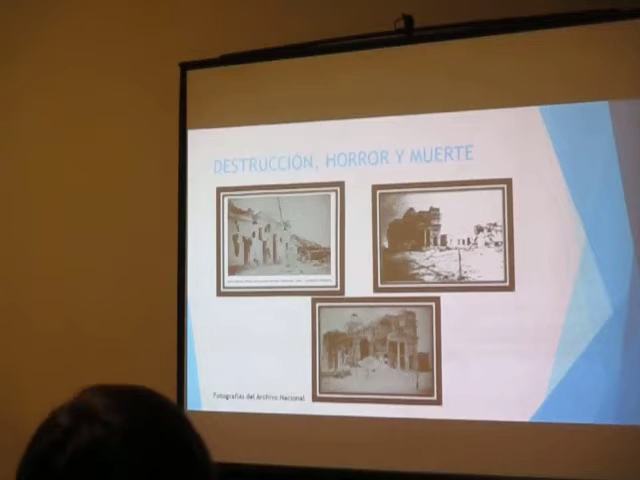 DESTRUCCIÓN, HORROR Y MUERTE
Fotografías del Archivo Nacional